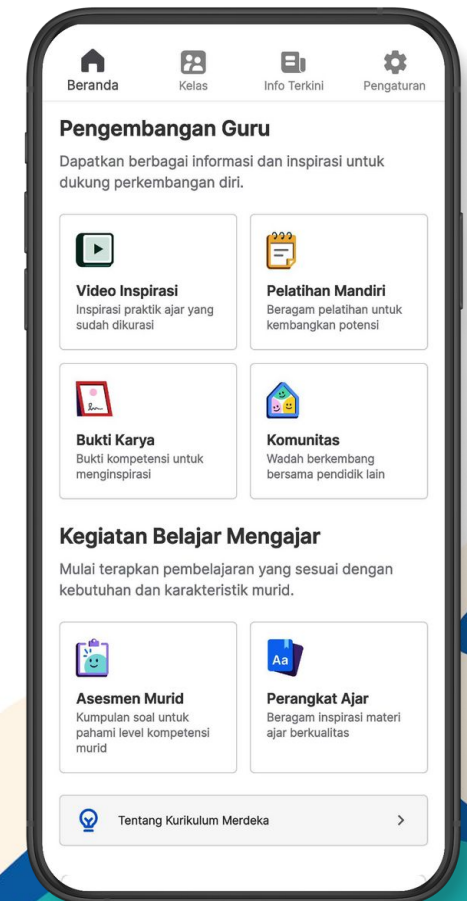 Beranda
Kelas
Info Terkini
Pengaturan
Pengembangan Guru
Dapatkan berbagai informasi dan inspirasi untuk
dukung perkembangan diri.
Video Inspirasi
Inspirasi praktik ajar yang
sudah dikurasi
Pelatihan Mandiri
Beragam pelatihan untuk
kembangkan potensi
Bukti Karya
Bukti kompetensi untuk
menginspirasi
Komunitas
Wadah berkembang
bersama pendidik lain
Kegiatan Belajar Mengajar
Mulai terapkan pembelajaran yang sesuai dengan
kebutuhan dan karakteristik murid.
Asesmen Murid
Kumpulan soal untuk
pahami level kompetensi
murid
Aa
Perangkat Ajar
Beragam inspirasi materi
ajar berkualitas
Tentang Kurikulum Merdeka